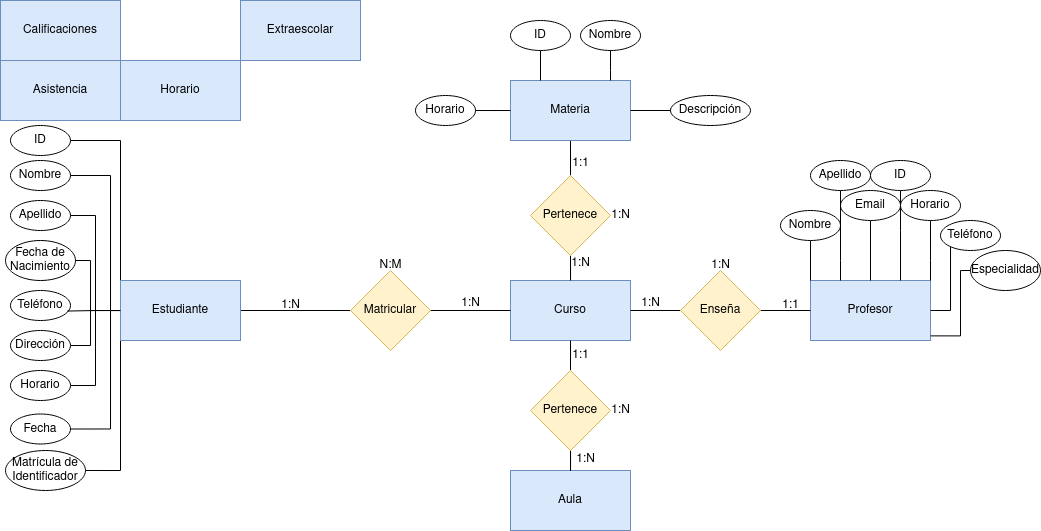 Calificaciones
Extraescolar
Asistencia
Horario
ID
Nombre
Horario
Materia
Descripción
1:1
Pertenece
1:N
1:N
ID
Nombre
Apellido
Fecha de
Nacimiento
Teléfono
Dirección
Horario
Fecha
Matrícula de
Identificador
Estudiante
1:N
N:M
Matricular
1:N
Curso
1:N
1:N
Enseña
1:1
Profesor
Nombre
Apellido
Email
ID
Horario
Teléfono
Especialidad
1:1
Pertenece
1:N
1:N
Aula